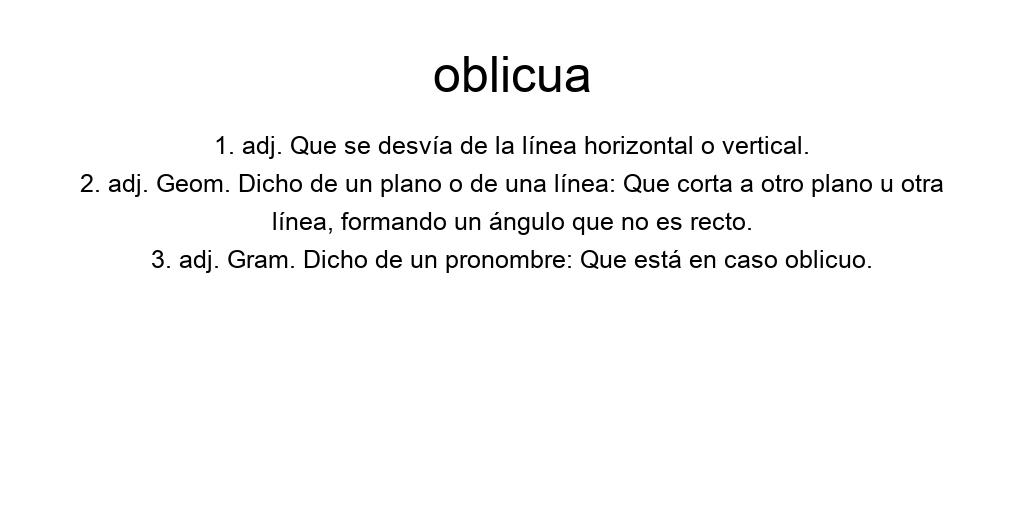 oblicua
1. adj. Que se desvía de la línea horizontal o vertical.
2. adj. Geom. Dicho de un plano o de una línea: Que corta a otro plano u otra
línea, formando un ángulo que no es recto.
3. adj. Gram. Dicho de un pronombre: Que está en caso oblicuo.